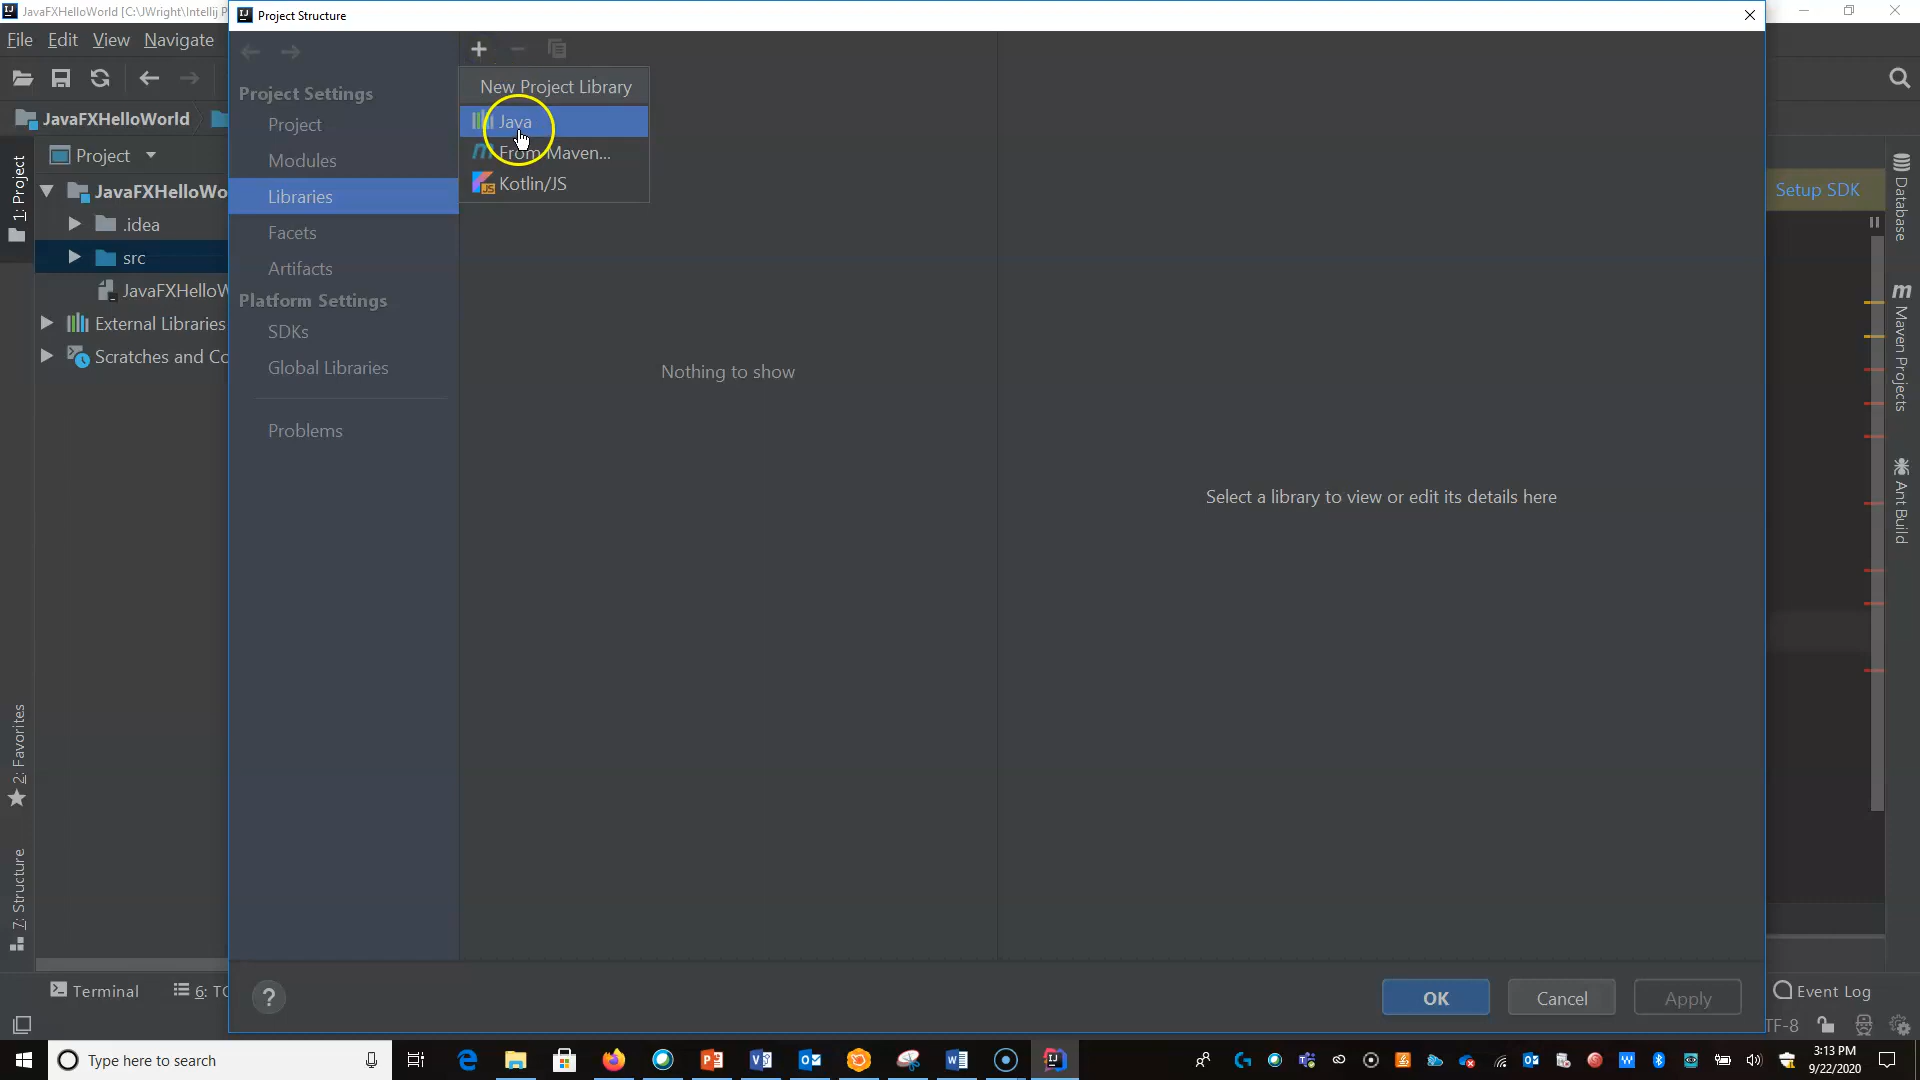 JavaFXHelloWorld [C:\JWright\Intellij P
Project Structure
File Edit View Navigate
New Project Library
Java
From Maven...
Kotlin/JS
Project Settings
Project
Modules
Libraries
Facets
Artifacts
Platform Settings
SDKs
Global Libraries
Problems
JavaFXHelloWorld
1: Project
Project
JavaFXHelloWo
.idea
src
JavaFXHelloW
External Libraries
Scratches and Co
Nothing to show
Select a library to view or edit its details here
Setup SDK
Database
Maven Projects
Ant Build
2: Favorites
7: Structure
Terminal
6: TO
?
OK
Cancel
Apply
Event Log
TF-8
Type here to search
3:13 PM
9/22/2020